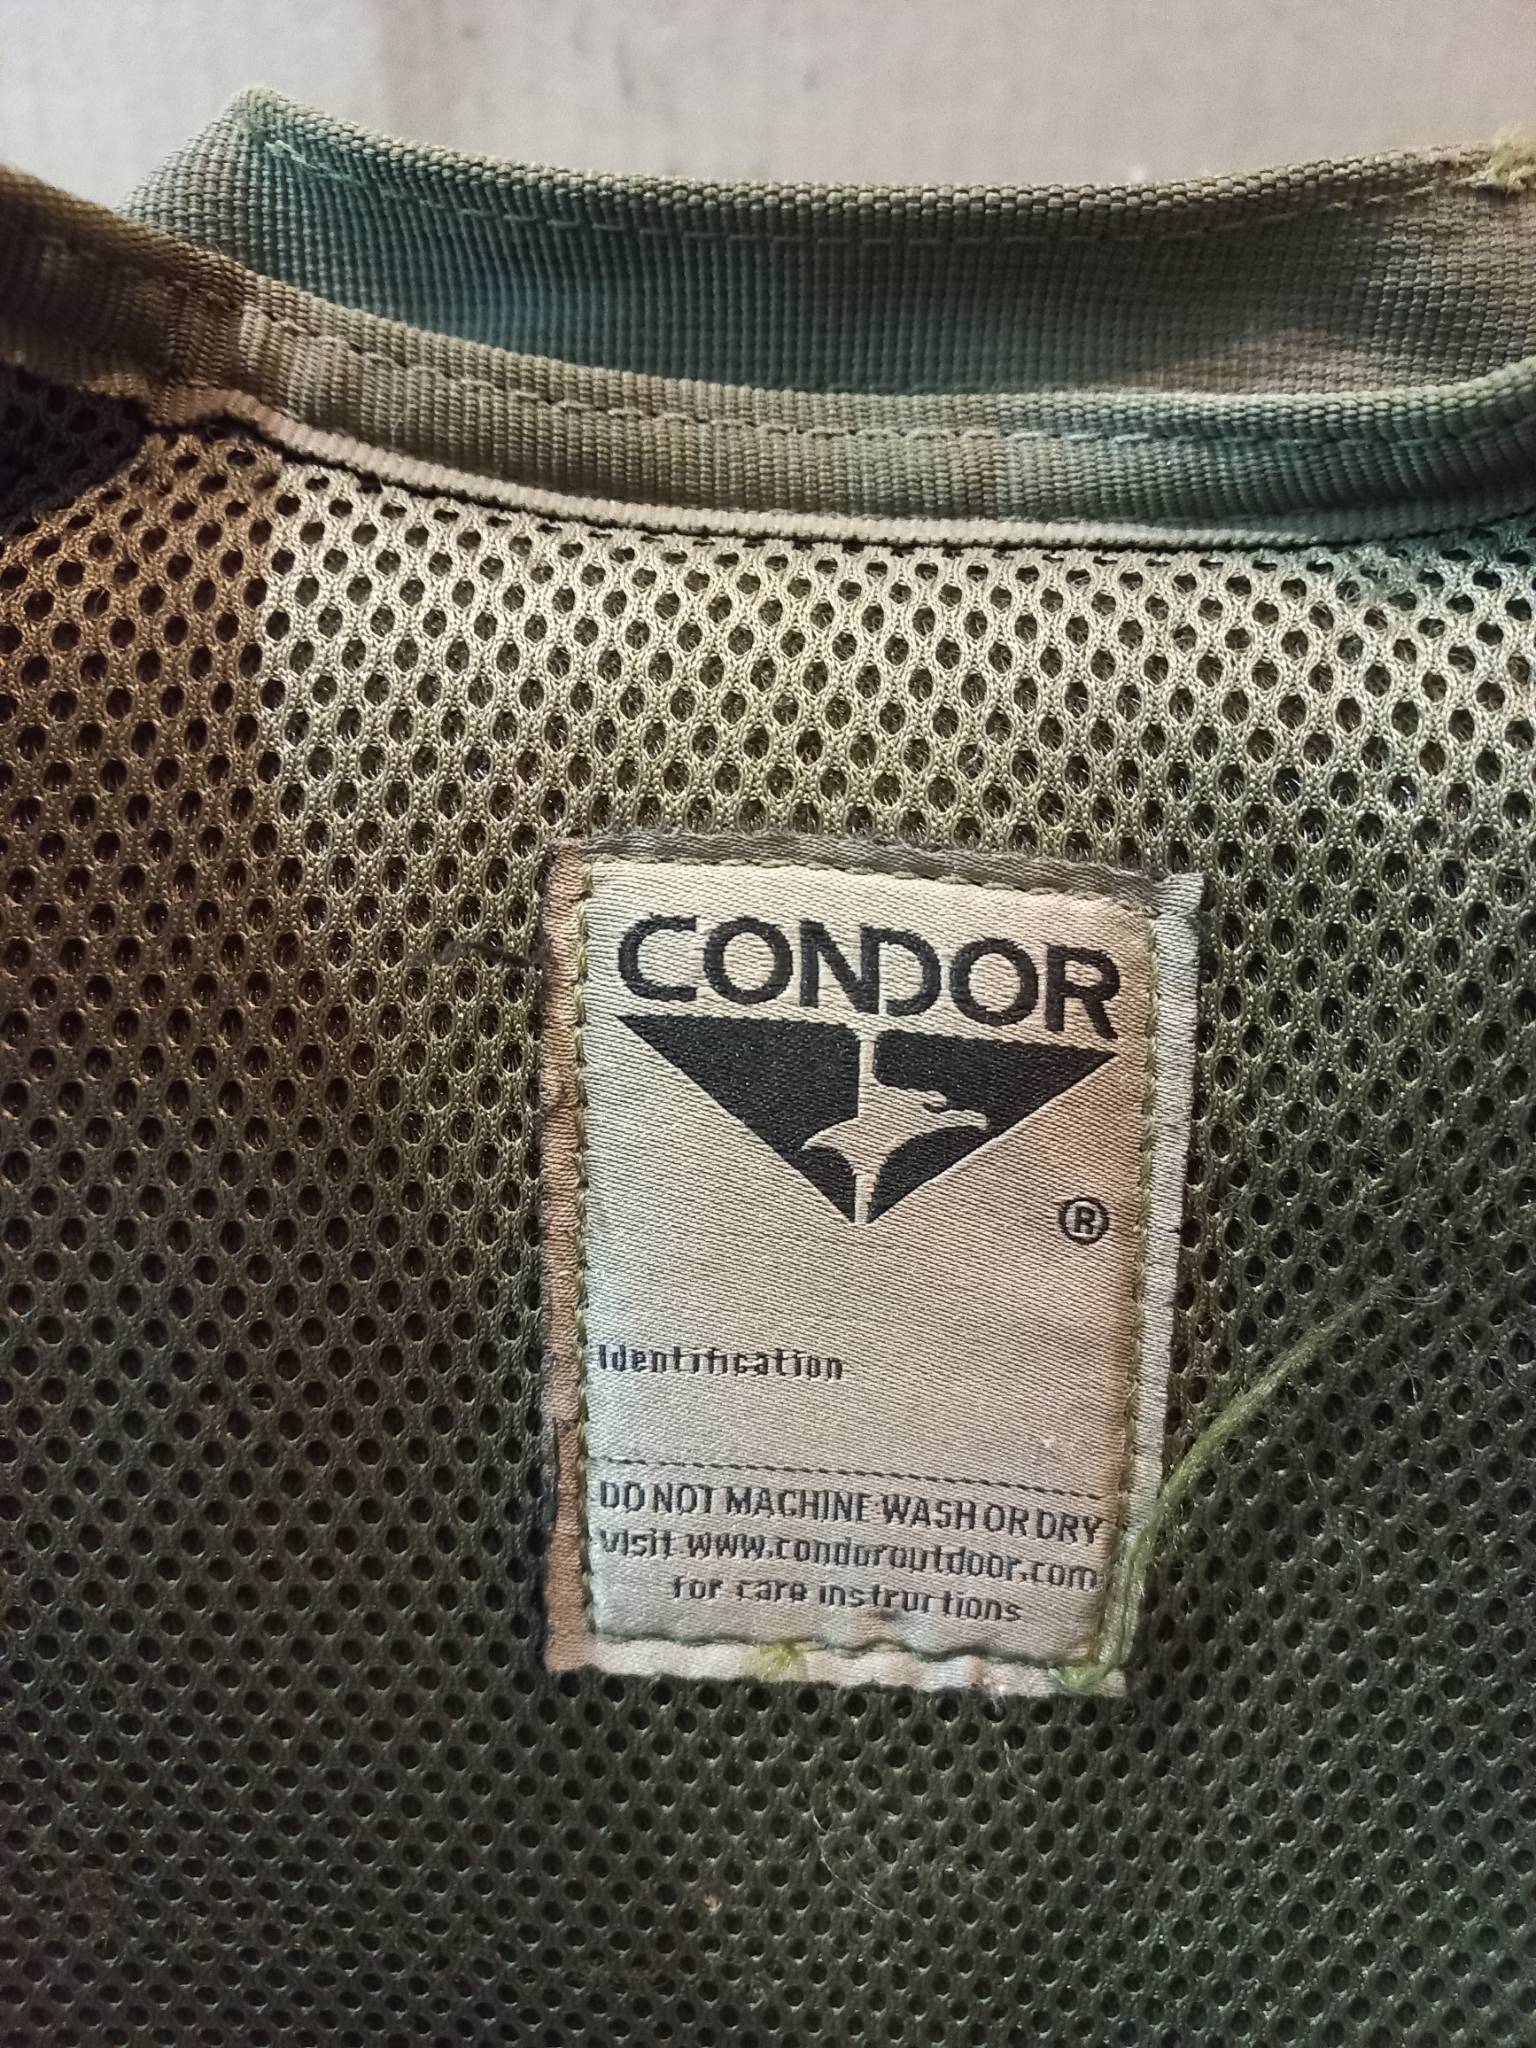 CONDOR
®
Identification
DO NOT MACHINE WASH OR DRY
visit www.condoroutdoor.com
for care instructions